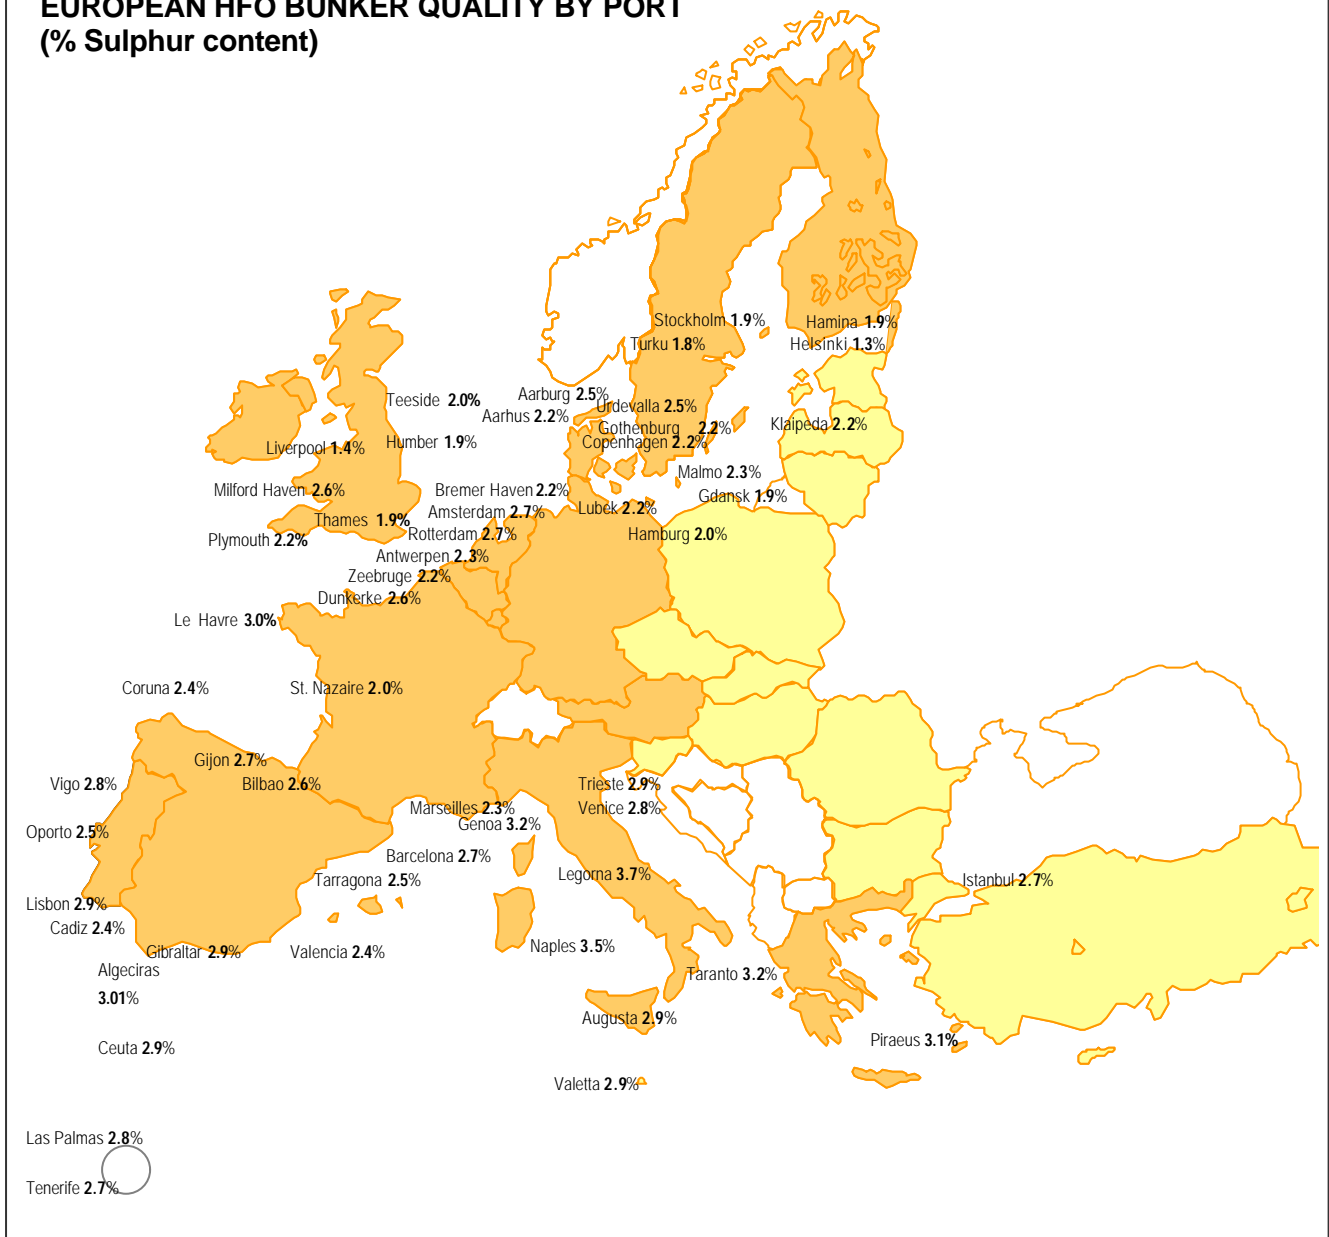 EUROPEAN HFO BUNKER QUALITY BY PORT
(% Sulphur content)
Stockholm 1.9%
Hamina 1.9%
Turku 1.8%
Helsinki 1.3%
Aarburg 2.5%
Teeside 2.0%
Urdevalla 2.5%
Aarhus 2.2%
Gothenburg 2.2%
Klaipeda 2.2%
Humber 1.9%
Copenhagen 2.2%
Liverpool 1.4%
Malmo 2.3%
Milford Haven 2.6%
Bremer Haven 2.2%
Gdansk 1.9%
Lubek 2.2%
Amsterdam 2.7%
Thames 1.9%
Rotterdam 2.7%
Hamburg 2.0%
Plymouth 2.2%
Antwerpen 2.3%
Zeebruge 2.2%
Dunkerke 2.6%
Le Havre 3.0%
Coruna 2.4%
St. Nazaire 2.0%
Gijon 2.7%
Vigo 2.8%
Bilbao 2.6%
Trieste 2.9%
Marseilles 2.3%
Venice 2.8%
Genoa 3.2%
Oporto 2.5%
Barcelona 2.7%
Legorna 3.7%
Tarragona 2.5%
Istanbul 2.7%
Lisbon 2.9%
Cadiz 2.4%
Naples 3.5%
Gibraltar 2.9%
Valencia 2.4%
Algeciras
3.01%
Taranto 3.2%
Augusta 2.9%
Piraeus 3.1%
Ceuta 2.9%
Valetta 2.9%
Las Palmas 2.8%
Tenerife 2.7%